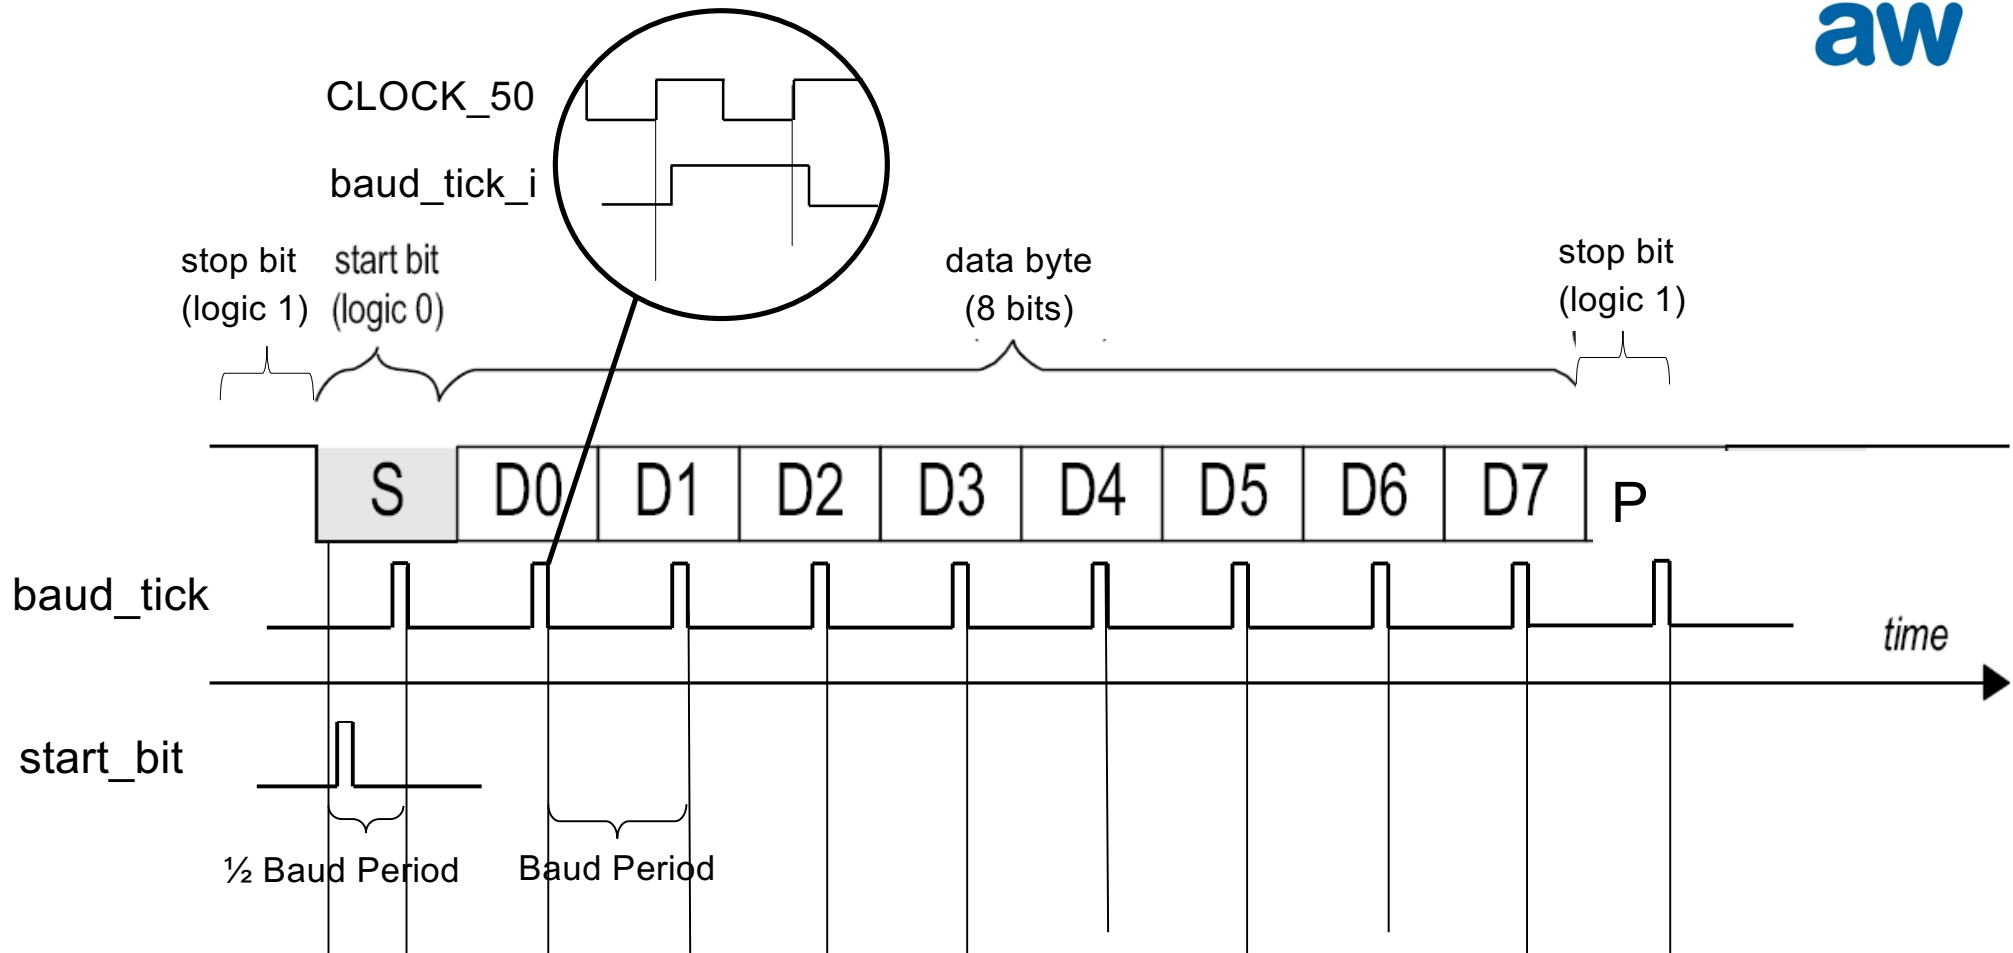 aw
CLOCK_50
baud_tick_i
stop bit
(logic 1)
start bit
(logic 0)
data byte
(8 bits)
stop bit
(logic 1)
S D0 D1 D2 D3 D4 D5 D6 D7 P
baud_tick
time
start_bit
½ Baud Period
Baud Period